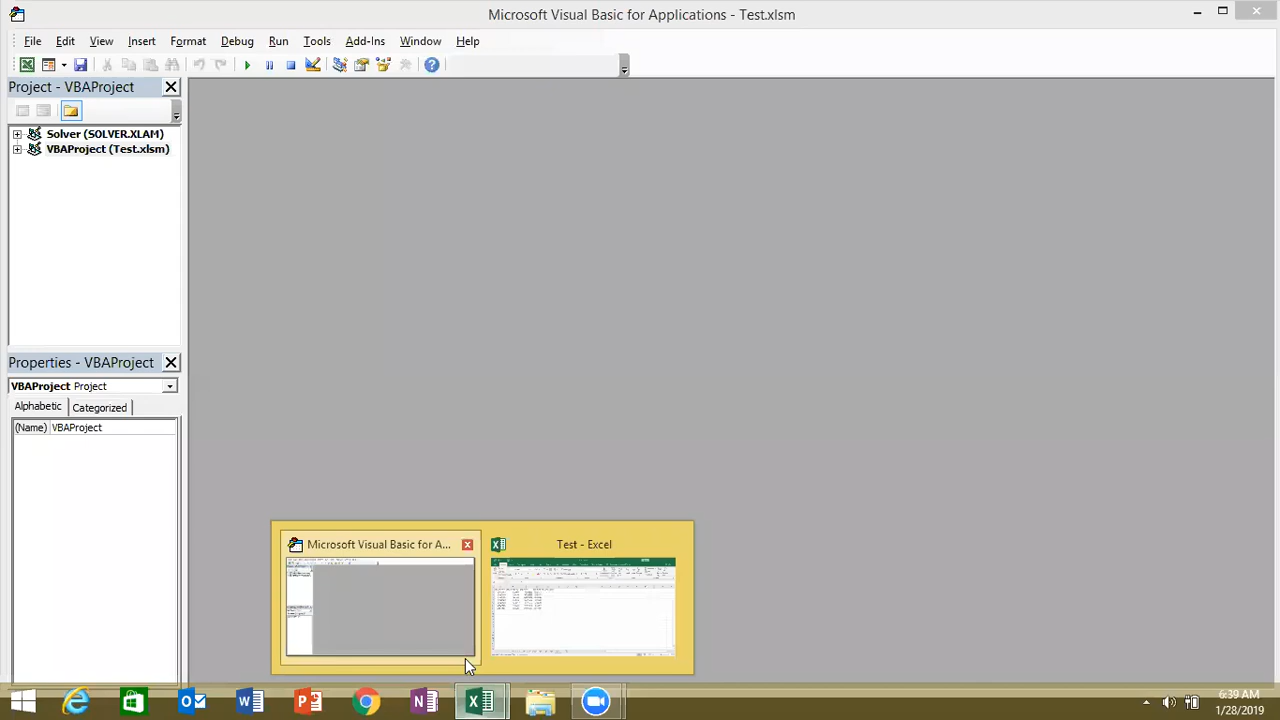 Microsoft Visual Basic for Applications - Test.xlsm
File Edit View Insert Format Debug Run Tools Add-Ins Window Help
Project - VBAProject
Solver (SOLVER.XLAM)
VBAProject (Test.xlsm)
Properties - VBAProject
VBAProject Project
Alphabetic Categorized
(Name) VBAProject
Microsoft Visual Basic for A...
Test - Excel
6:39 AM
1/28/2019